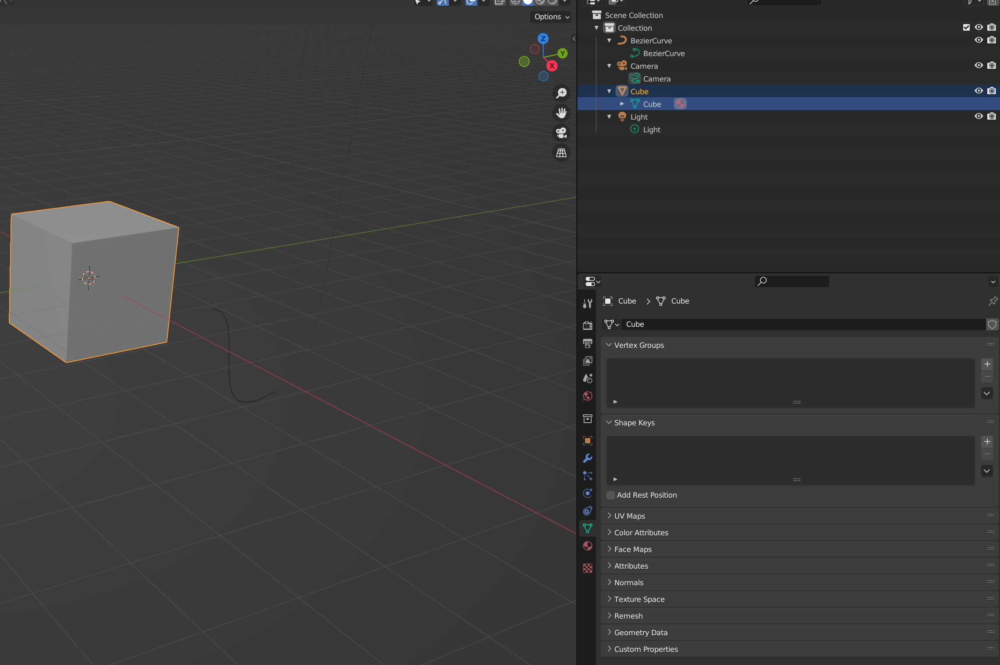 Options
Z
Y
X
Scene Collection
Collection
BezierCurve
BezierCurve
Camera
Camera
Cube
Cube
Light
Light
Cube
Cube
Cube
Vertex Groups
Shape Keys
Add Rest Position
UV Maps
Color Attributes
Face Maps
Attributes
Normals
Texture Space
Remesh
Geometry Data
Custom Properties